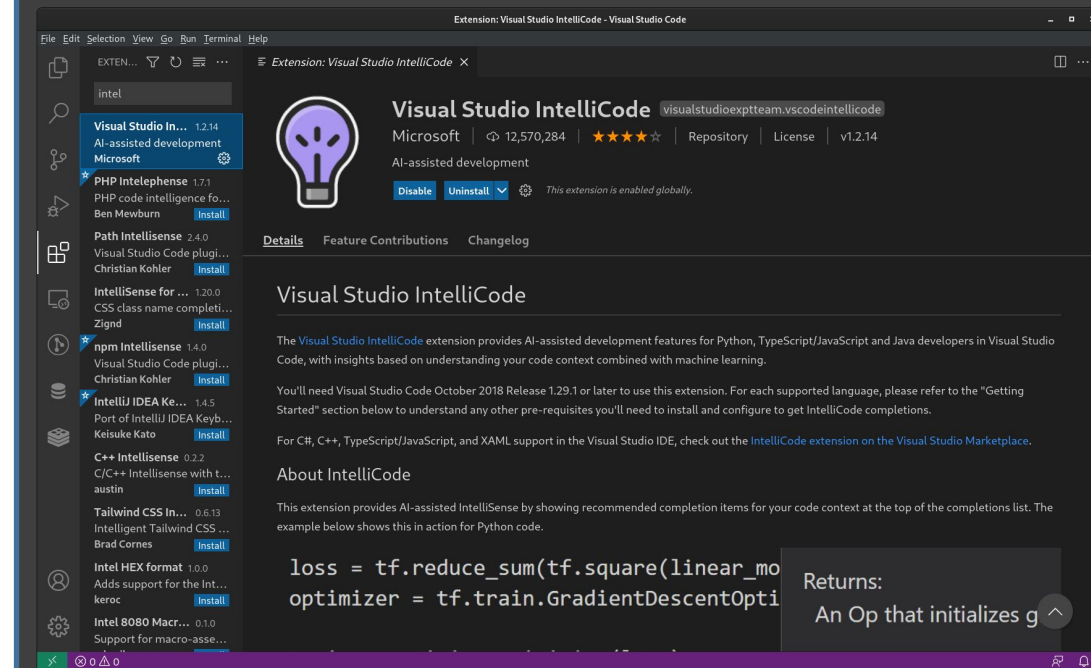 Extension: Visual Studio IntelliCode - Visual Studio Code
File Edit Selection View Go Run Terminal Help
EXTEN...
Extension: Visual Studio IntelliCode
intel
Visual Studio In... 1.2.14
AI-assisted development
Microsoft
PHP Intelephense 1.7.1
PHP code intelligence fo...
Ben Mewburn Install
Path Intellisense 2.4.0
Visual Studio Code plugi...
Christian Kohler Install
IntelliSense for ... 1.20.0
CSS class name completi...
Zignd Install
npm Intellisense 1.4.0
Visual Studio Code plugi...
Christian Kohler Install
IntelliJ IDEA Ke... 1.4.5
Port of IntelliJ IDEA Keyb...
Keisuke Kato Install
C++ Intellisense 0.2.2
C/C++ Intellisense with t...
austin Install
Tailwind CSS In... 0.6.13
Intelligent Tailwind CSS ...
Brad Cornes Install
Intel HEX format 1.0.0
Adds support for the Int...
keroc Install
Intel 8080 Macr... 0.1.0
Support for macro-asse...
Visual Studio IntelliCode visualstudioexptteam.vscodeintellicode
Microsoft 12,570,284 Repository License v1.2.14
AI-assisted development
Disable Uninstall This extension is enabled globally.
Details Feature Contributions Changelog
Visual Studio IntelliCode
The Visual Studio IntelliCode extension provides AI-assisted development features for Python, TypeScript/JavaScript and Java developers in Visual Studio
Code, with insights based on understanding your code context combined with machine learning.
You'll need Visual Studio Code October 2018 Release 1.29.1 or later to use this extension. For each supported language, please refer to the "Getting
Started" section below to understand any other pre-requisites you'll need to install and configure to get IntelliCode completions.
For C#, C++, TypeScript/JavaScript, and XAML support in the Visual Studio IDE, check out the IntelliCode extension on the Visual Studio Marketplace.
About IntelliCode
This extension provides AI-assisted IntelliSense by showing recommended completion items for your code context at the top of the completions list. The
example below shows this in action for Python code.
loss = tf.reduce_sum(tf.square(linear_mo
optimizer = tf.train.GradientDescentOpti
Returns:
An Op that initializes g
0 0